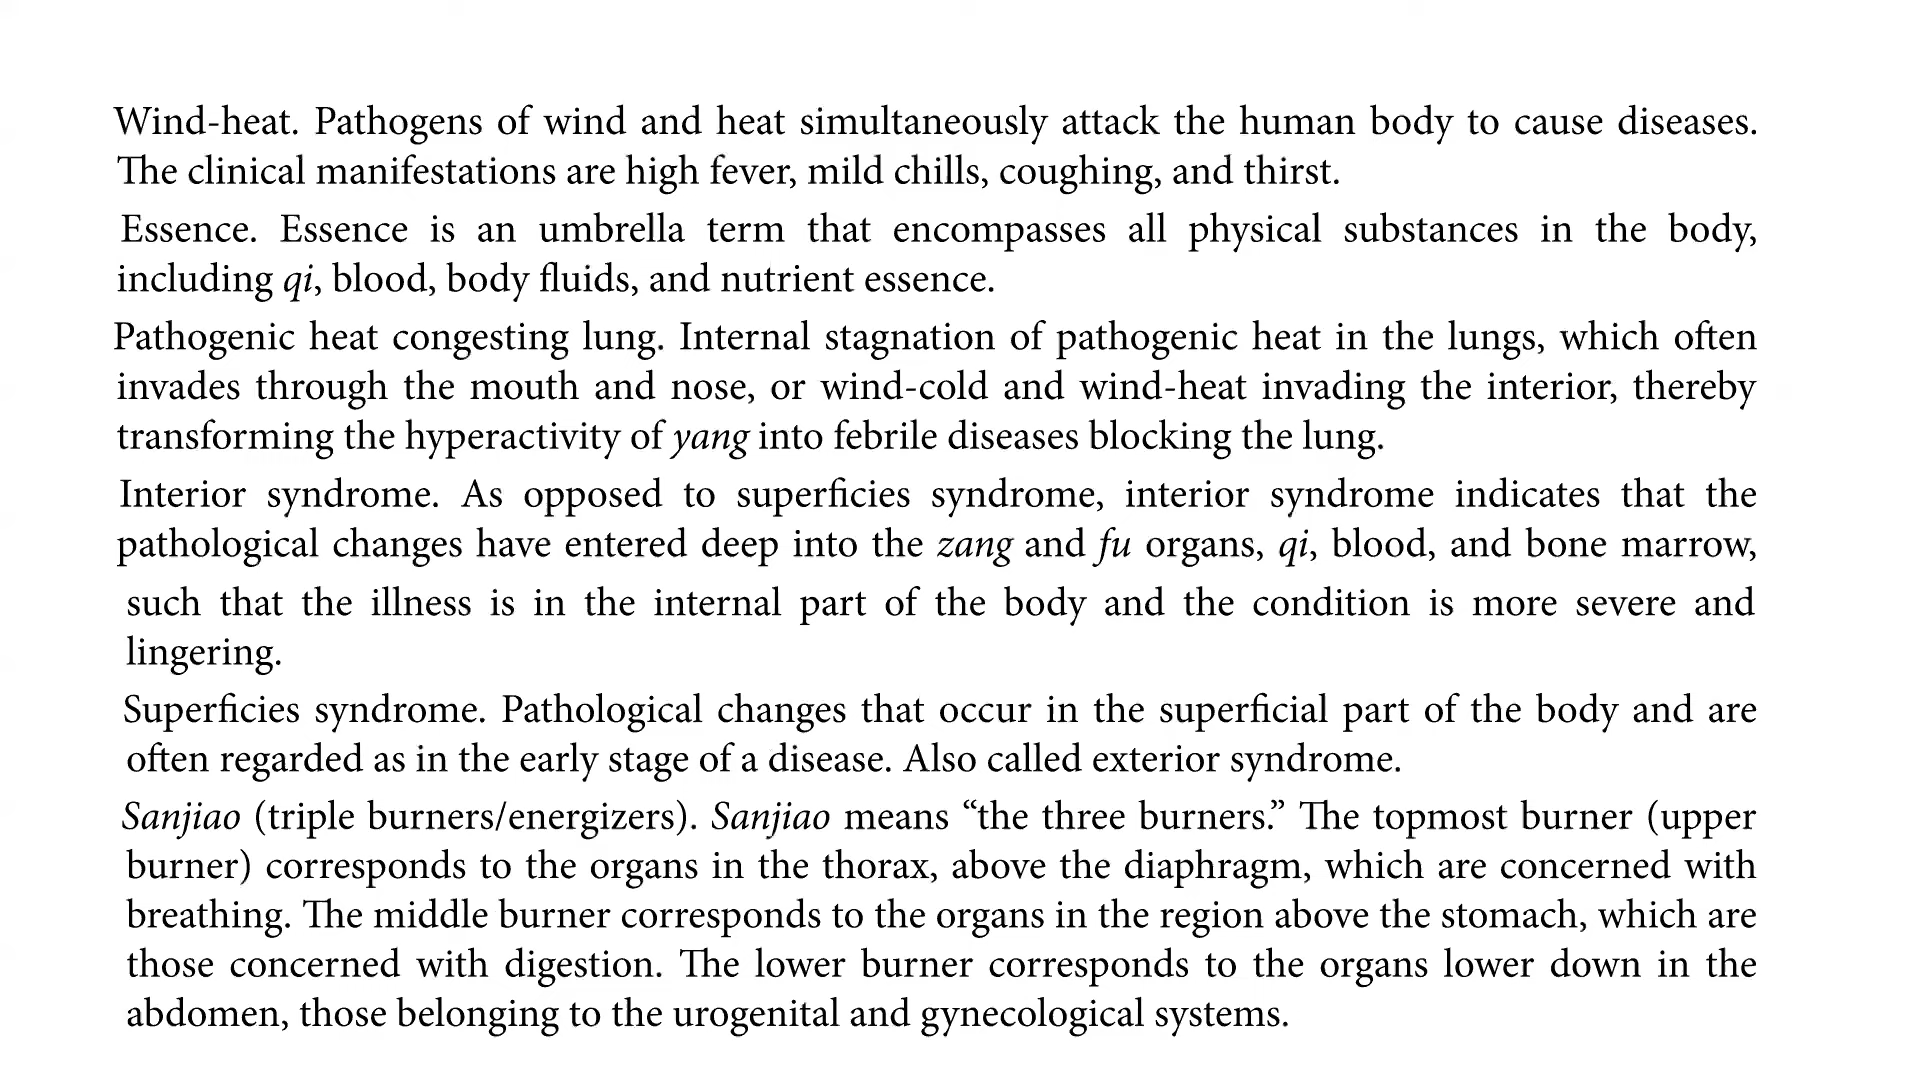 Wind-heat. Pathogens of wind and heat simultaneously attack the human body to cause diseases.
The clinical manifestations are high fever, mild chills, coughing, and thirst.
Essence. Essence is an umbrella term that encompasses all physical substances in the body,
including qi, blood, body fluids, and nutrient essence.
Pathogenic heat congesting lung. Internal stagnation of pathogenic heat in the lungs, which often
invades through the mouth and nose, or wind-cold and wind-heat invading the interior, thereby
transforming the hyperactivity of yang into febrile diseases blocking the lung.
Interior syndrome. As opposed to superficies syndrome, interior syndrome indicates that the
pathological changes have entered deep into the zang and fu organs, qi, blood, and bone marrow,
such that the illness is in the internal part of the body and the condition is more severe and
lingering.
Superficies syndrome. Pathological changes that occur in the superficial part of the body and are
often regarded as in the early stage of a disease. Also called exterior syndrome.
Sanjiao (triple burners/energizers). Sanjiao means “the three burners.” The topmost burner (upper
burner) corresponds to the organs in the thorax, above the diaphragm, which are concerned with
breathing. The middle burner corresponds to the organs in the region above the stomach, which are
those concerned with digestion. The lower burner corresponds to the organs lower down in the
abdomen, those belonging to the urogenital and gynecological systems.